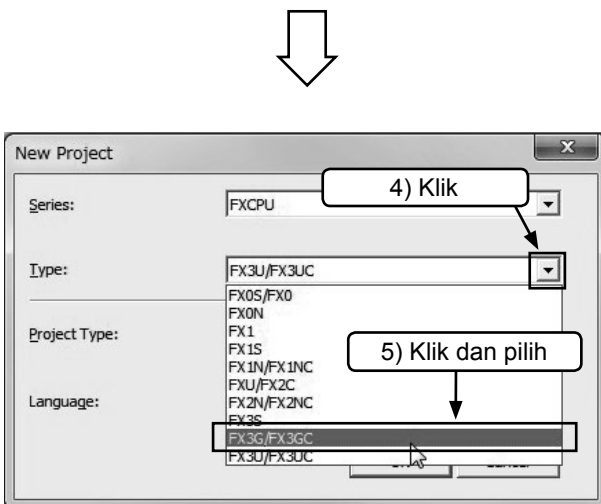 New Project
x
4) Klik
Series:
FXCPU
Type:
FX3U/FX3UC
FX0S/FX0
FX0N
Project Type:
FX1
FX1S
5) Klik dan pilih
FX1N/FX1NC
FXU/FX2C
Language:
FX2N/FX2NC
FX3S
FX3G/FX3GC
FX3U/FX3UC